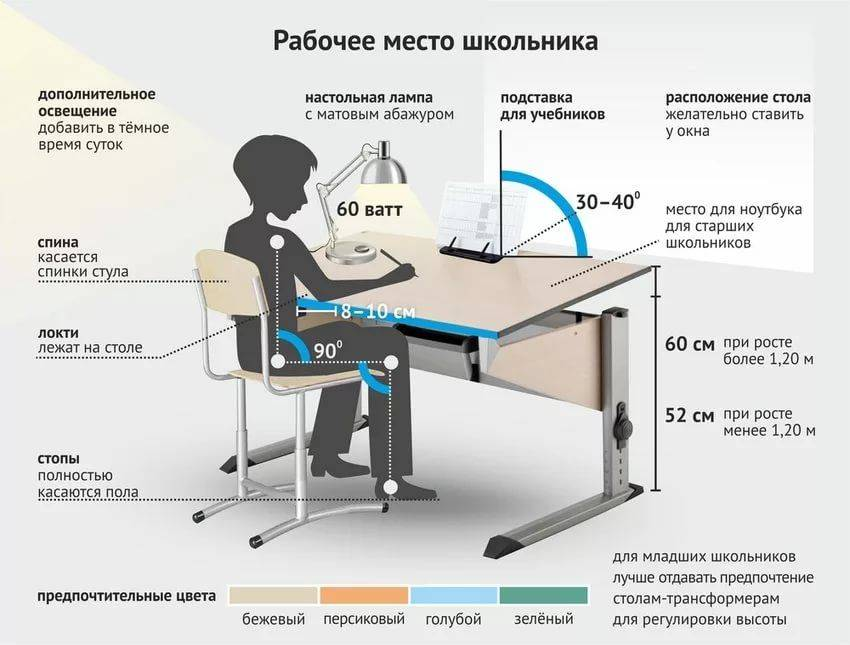 Рабочее место школьника
дополнительное
освещение
добавить в тёмное
время суток
настольная лампа
с матовым абажуром
подставка
для учебников
расположение стола
желательно ставить
у окна
60 ватт
30–40⁰
место для ноутбука
для старших
школьников
спина
касается
спинки стула
локти
лежат на столе
8–10 см
90⁰
60 см
при росте
более 1,20 м
52 см
при росте
менее 1,20 м
стопы
полностью
касаются пола
предпочтительные цвета
бежевый
персиковый
голубой
зелёный
для младших школьников
лучше отдавать предпочтение
столам-трансформерам
для регулировки высоты